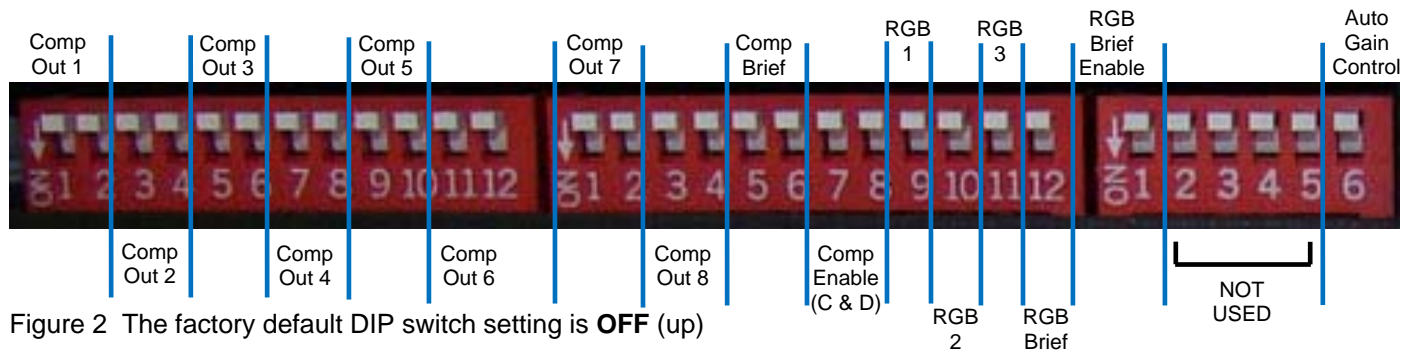 Comp
Out 1
Comp
Out 3
Comp
Out 5
Comp
Out 7
Comp
Brief
RGB
1
RGB
3
RGB
Brief
Enable
Auto
Gain
Control
ON 1 2 3 4 5 6 7 8 9 10 11 12
ON 1 2 3 4 5 6 7 8 9 10 11 12
ON 1 2 3 4 5 6
Comp
Out 2
Comp
Out 4
Comp
Out 6
Comp
Out 8
Comp
Enable
(C & D)
RGB
2
RGB
Brief
NOT
USED
Figure 2 The factory default DIP switch setting is OFF (up)